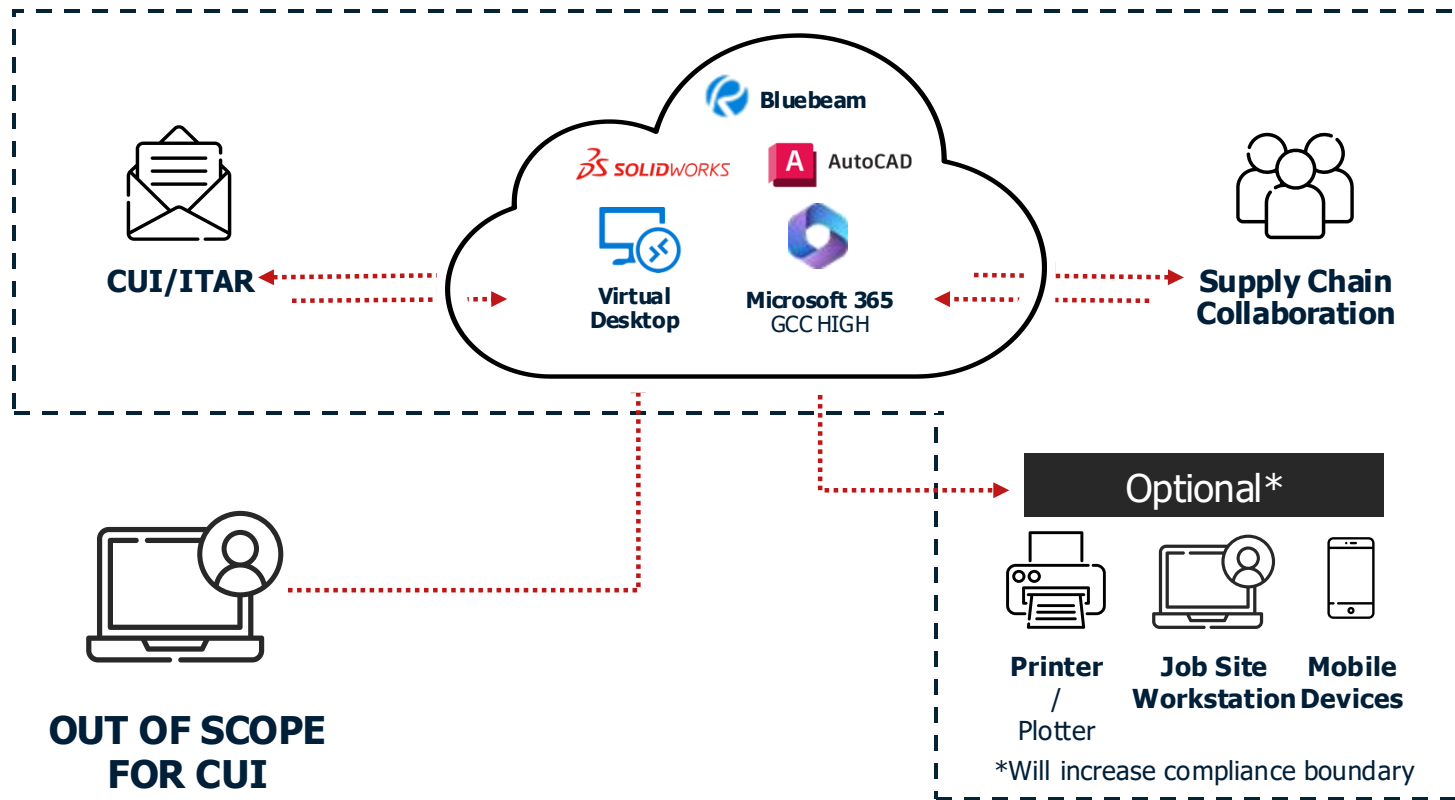 Bluebeam
SOLIDWORKS
A AutoCAD
CUI/ITAR
Virtual
Desktop
Microsoft 365
GCC HIGH
Supply Chain
Collaboration
Optional*
Printer
/
Plotter
Job Site
Workstation
Mobile
Devices
*Will increase compliance boundary
OUT OF SCOPE
FOR CUI